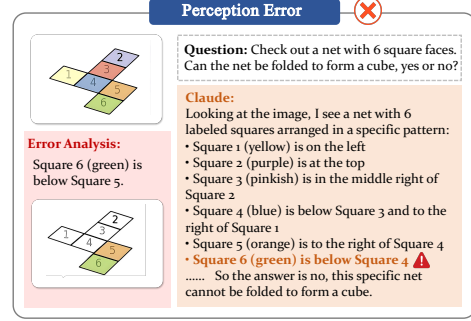 Perception Error
1
2
3
4
5
6
Question: Check out a net with 6 square faces.
Can the net be folded to form a cube, yes or no?
Error Analysis:
Square 6 (green) is
below Square 5.
1
2
3
4
5
6
Claude:
Looking at the image, I see a net with 6
labeled squares arranged in a specific pattern:
• Square 1 (yellow) is on the left
• Square 2 (purple) is at the top
• Square 3 (pinkish) is in the middle right of
Square 2
• Square 4 (blue) is below Square 3 and to the
right of Square 1
• Square 5 (orange) is to the right of Square 4
• Square 6 (green) is below Square 4
...... So the answer is no, this specific net
cannot be folded to form a cube.